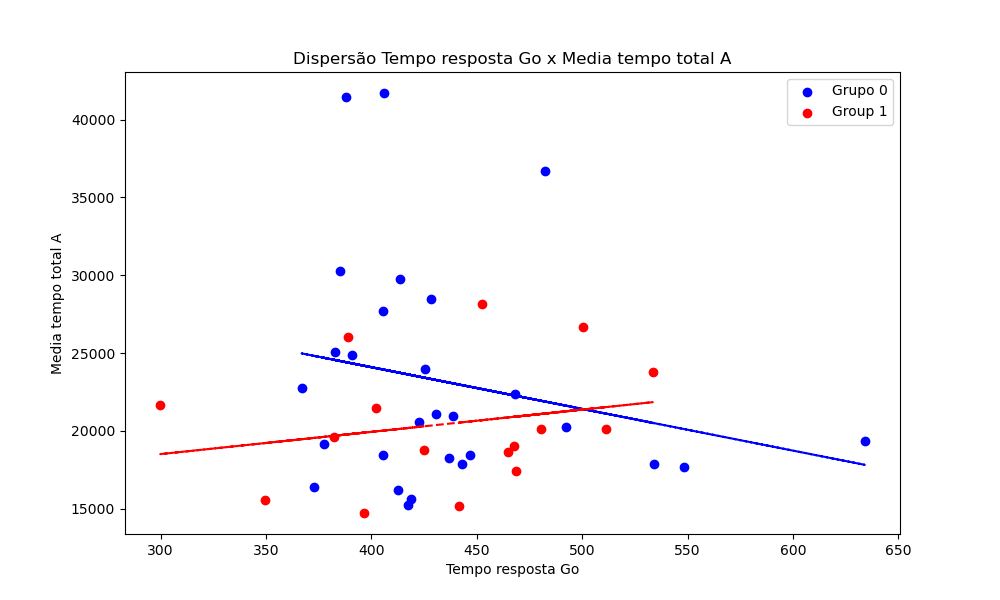 Dispersão Tempo resposta Go x Media tempo total A
Grupo 0
Group 1
Media tempo total A
40000
35000
30000
25000
20000
15000
300 350 400 450 500 550 600 650
Tempo resposta Go